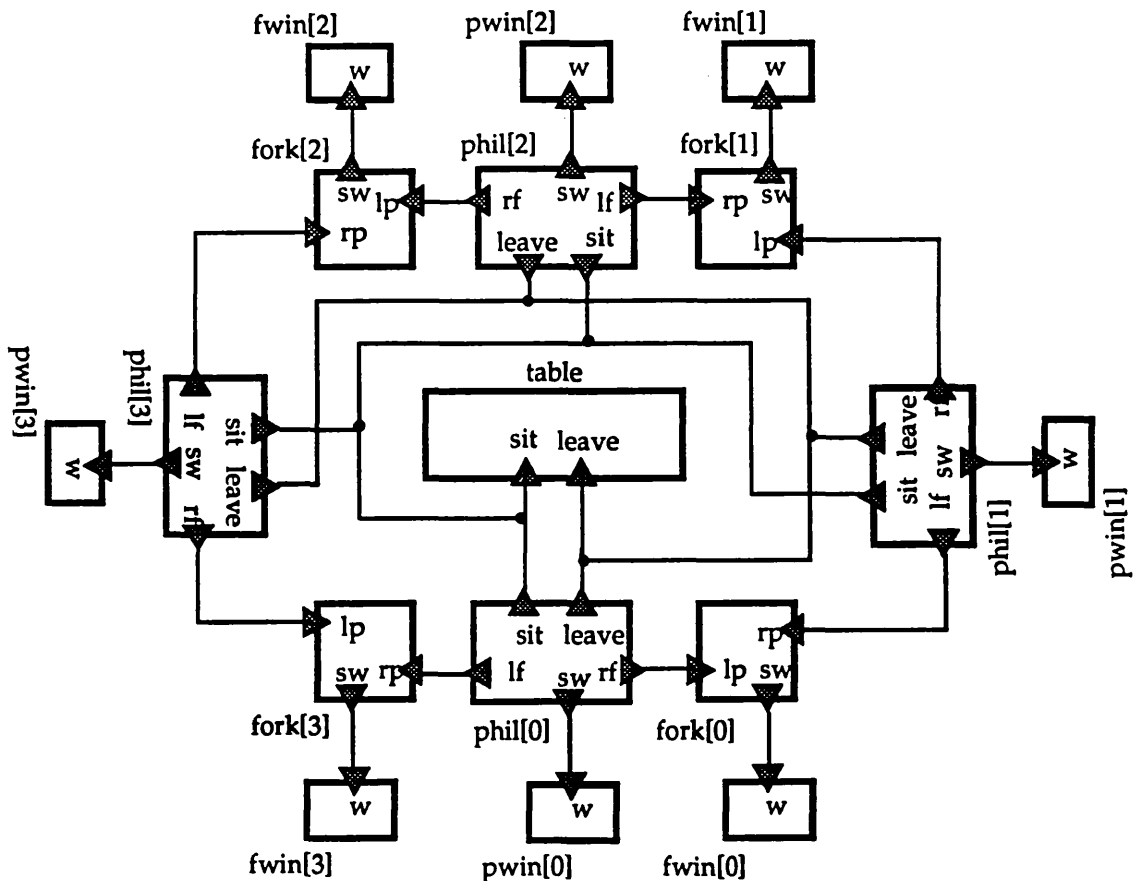 fwin[2] pwin[2] fwin[1]
w w w
fork[2] phil[2] fork[1]
sw lp rf sw lf rp sw
rp leave sit lp
table
pwin[3] phil[3] lf sw rf sit leave
w
sit leave
leave sit r sw lf
w
phil[1] pwin[1]
lp sit leave rp
sw rp lf sw rf lp sw
fork[3] phil[0] fork[0]
w w w
fwin[3] pwin[0] fwin[0]